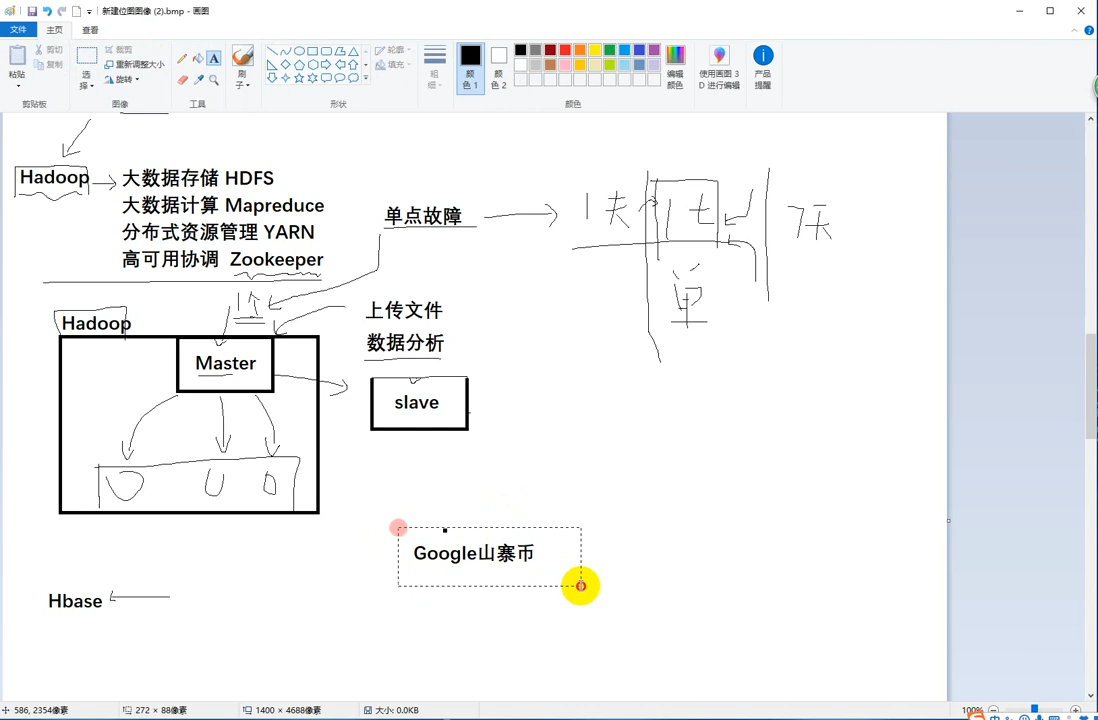 新建位图图像 (2).bmp - 画图
文件 主页 查看
粘贴
剪切
复制
选择
裁剪
重新调整大小
旋转
A
刷子
轮廓
填充
粗细
颜色 1
颜色 2
编辑颜色
使用画图 3D 进行编辑
产品提醒
剪贴板 图像 工具 形状 颜色
Hadoop
大数据存储 HDFS
大数据计算 Mapreduce
分布式资源管理 YARN
高可用协调 Zookeeper
单点故障
1个
上传文件
数据分析
Hadoop
Master
slave
单
Google山寨币
Hbase
586, 2354像素 272 × 88像素 1400 × 4688像素 大小: 0.0KB 100%